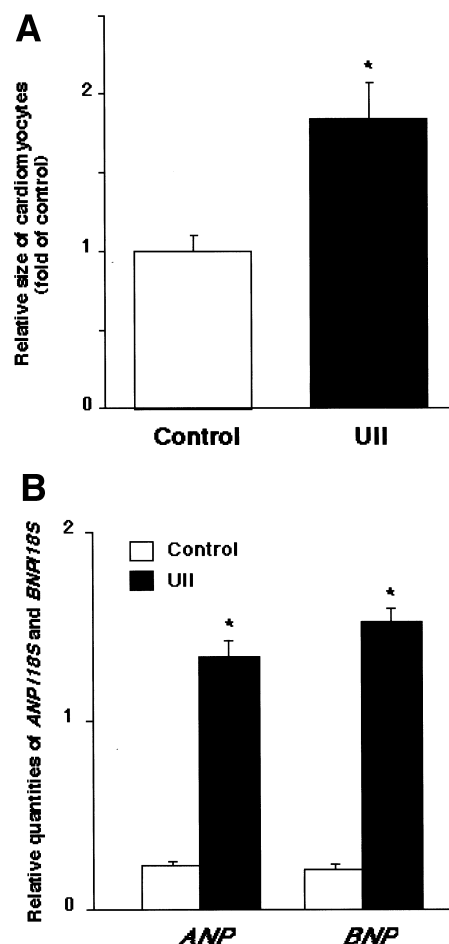 A
Relative size of cardiomyocytes
(fold of control)
2
1
0
*
Control
UII
B
Relative quantities of ANP/18S and BNP/18S
2
1
0
Control
UII
*
*
ANP
BNP